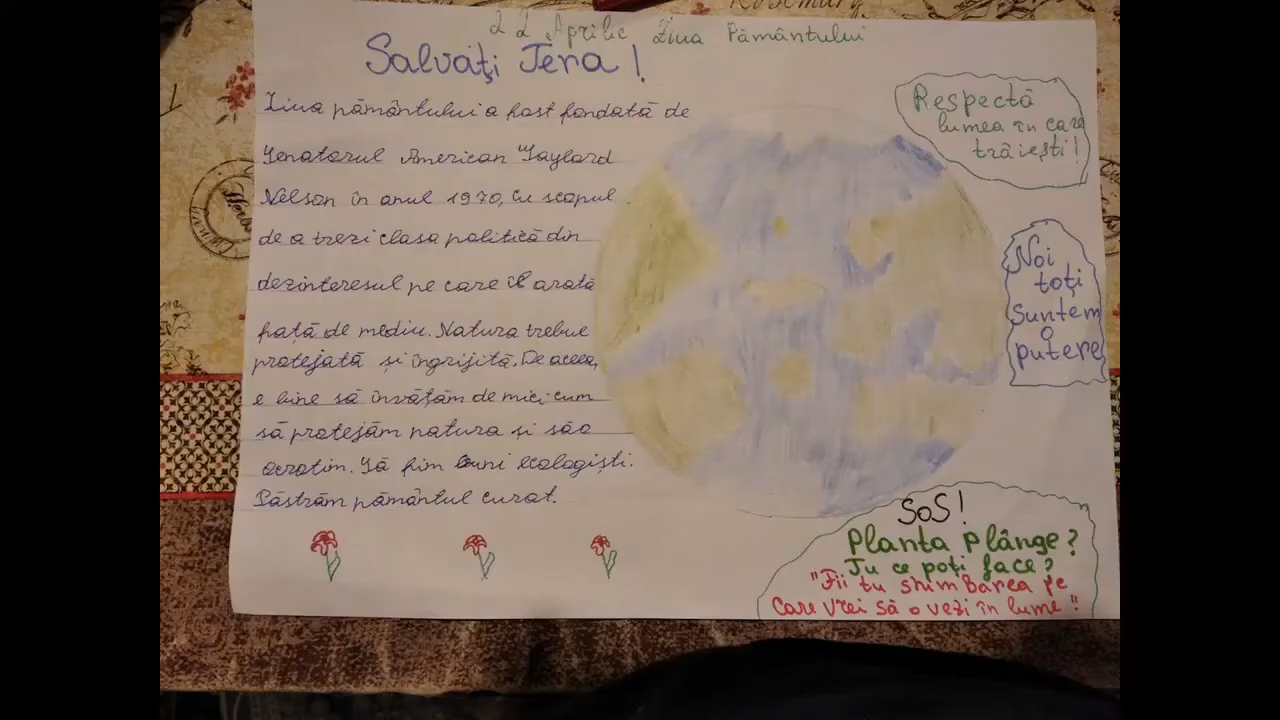 22 Aprilie Ziua Pământului
Salvați Tera!
Ziua pământului a fost fondată de
Senatorul American "Gaylard
Nelson în anul 1970, Cu scopul
de a trezi clasa politică din
dezinteresul pe care îl arată
față de mediu. Natura trebue
protejată și îngrijită. De aceea,
e bine să învățăm de mici cum
să protejăm natura și s-o
ocrotim. Să fim buni ecologiști.
Păstrăm pământul curat.
Respectă
lumea în care
trăiești!
Noi
toți
suntem
o
putere
SOS!
Planta plânge?
Tu ce poți face?
"Fii tu shimbarea pe
care vrei să o vezi în lume"!
Rosemary